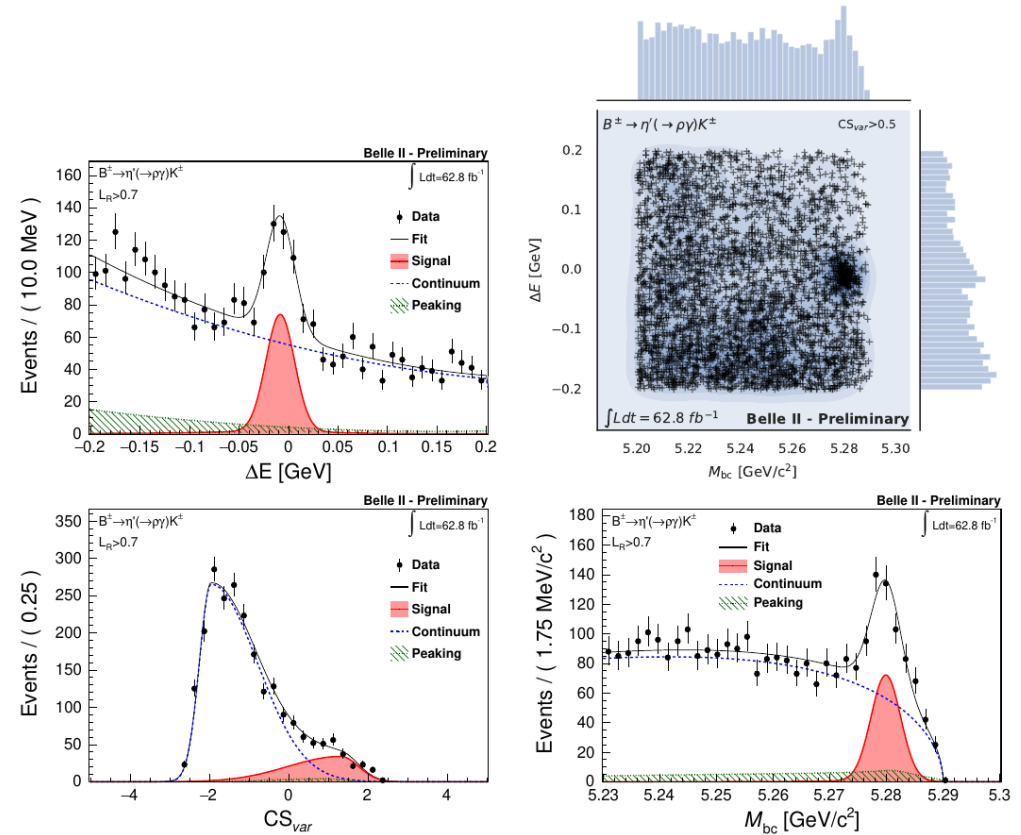 Belle II - Preliminary
B±→η'(→ργ)K±
∫ Ldt=62.8 fb⁻¹
L_R>0.7
Data
Fit
Signal
Continuum
Peaking
Events / ( 10.0 MeV )
160
140
120
100
80
60
40
20
0
−0.2 −0.15 −0.1 −0.05 0 0.05 0.1 0.15 0.2
ΔE [GeV]
B± → η′(→ ργ)K±
CS_var>0.5
ΔE [GeV]
0.2
0.1
0.0
−0.1
−0.2
∫Ldt = 62.8 fb⁻¹ Belle II - Preliminary
5.20 5.22 5.24 5.26 5.28 5.30
M_bc [GeV/c²]
Belle II - Preliminary
B±→η'(→ργ)K±
∫ Ldt=62.8 fb⁻¹
L_R>0.7
Data
Fit
Signal
Continuum
Peaking
Events / ( 0.25 )
350
300
250
200
150
100
50
0
−4 −2 0 2 4
CS_var
Belle II - Preliminary
B±→η'(→ργ)K±
∫ Ldt=62.8 fb⁻¹
L_R>0.7
Data
Fit
Signal
Continuum
Peaking
Events / ( 1.75 MeV/c² )
180
160
140
120
100
80
60
40
20
0
5.23 5.24 5.25 5.26 5.27 5.28 5.29 5.3
M_bc [GeV/c²]